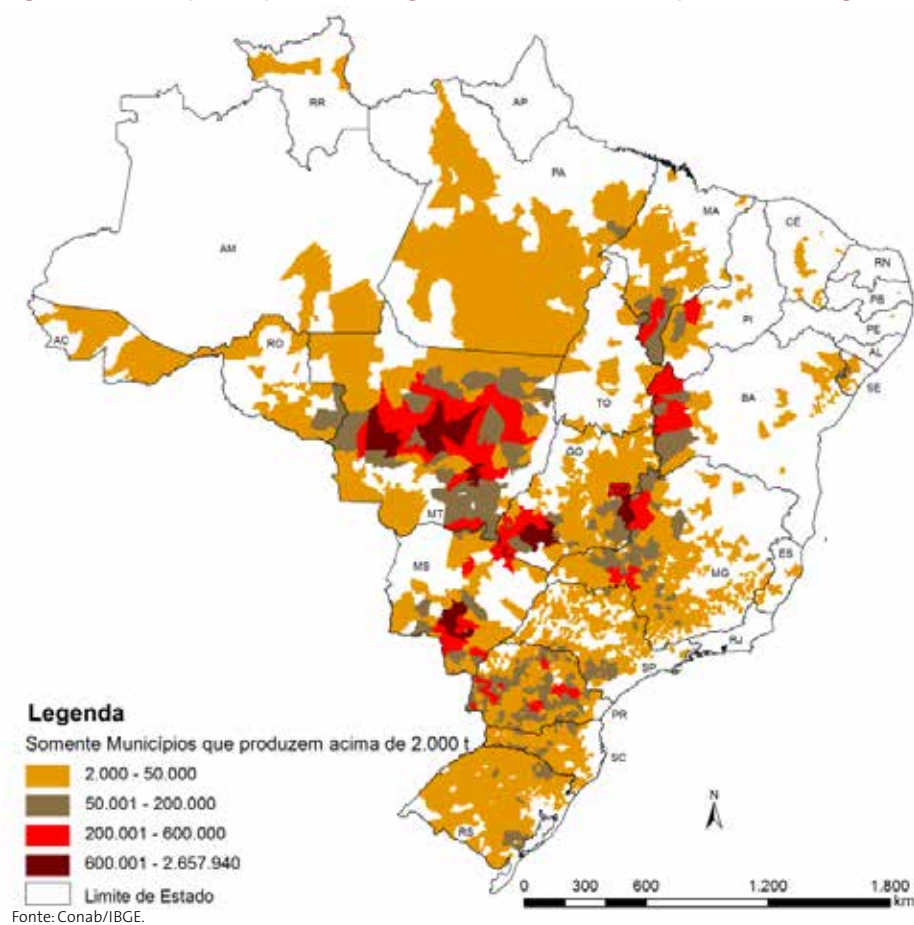 RR
AP
AM
PA
MA
CE
RN
PB
PE
AL
SE
PI
AC
RO
TO
BA
GO
MT
MS
MG
ES
RJ
SP
PR
SC
RS
N
Legenda
Somente Municípios que produzem acima de 2.000 t
2.000 - 50.000
50.001 - 200.000
200.001 - 600.000
600.001 - 2.657.940
Limite de Estado
0 300 600 1.200 1.800
km
Fonte: Conab/IBGE.